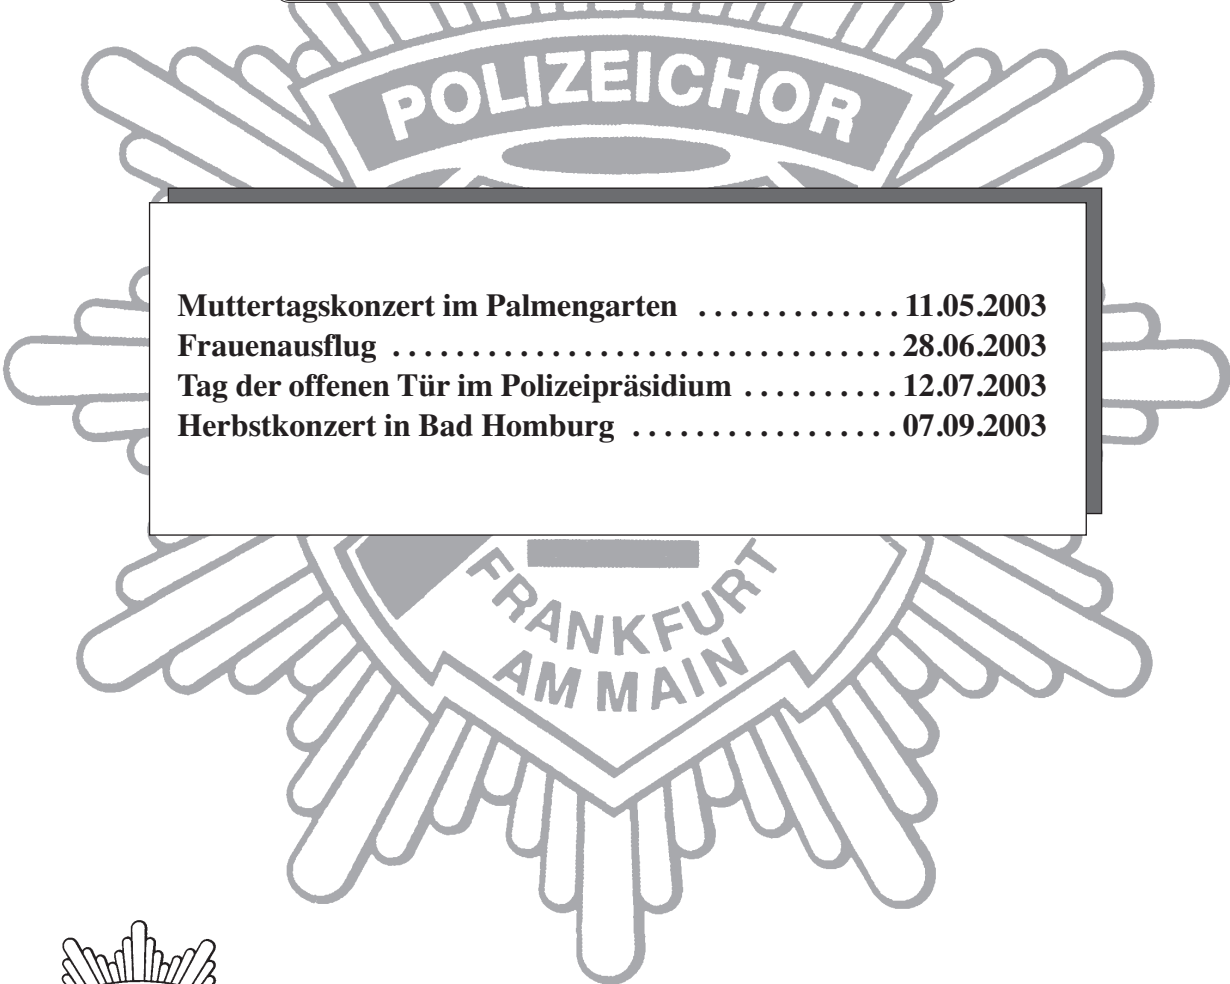 POLIZEICHOR
Muttertagskonzert im Palmengarten ............. 11.05.2003
Frauenausflug ................................ 28.06.2003
Tag der offenen Tür im Polizeipräsidium .......... 12.07.2003
Herbstkonzert in Bad Homburg ................. 07.09.2003
FRANKFURT
AM MAIN